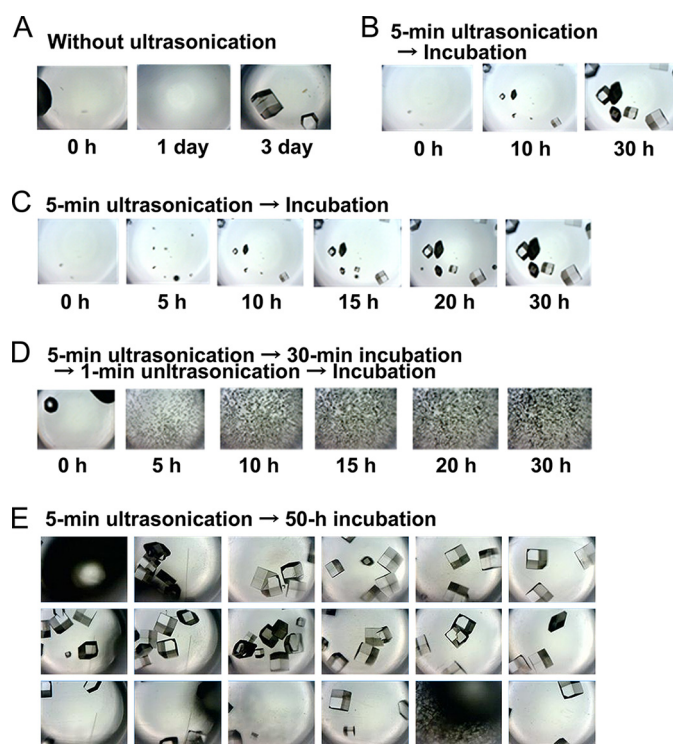 A
Without ultrasonication
0 h
1 day
3 day
B
5-min ultrasonication
→ Incubation
0 h
10 h
30 h
C
5-min ultrasonication → Incubation
0 h
5 h
10 h
15 h
20 h
30 h
D
5-min ultrasonication → 30-min incubation
→ 1-min unltrasonication → Incubation
0 h
5 h
10 h
15 h
20 h
30 h
E
5-min ultrasonication → 50-h incubation